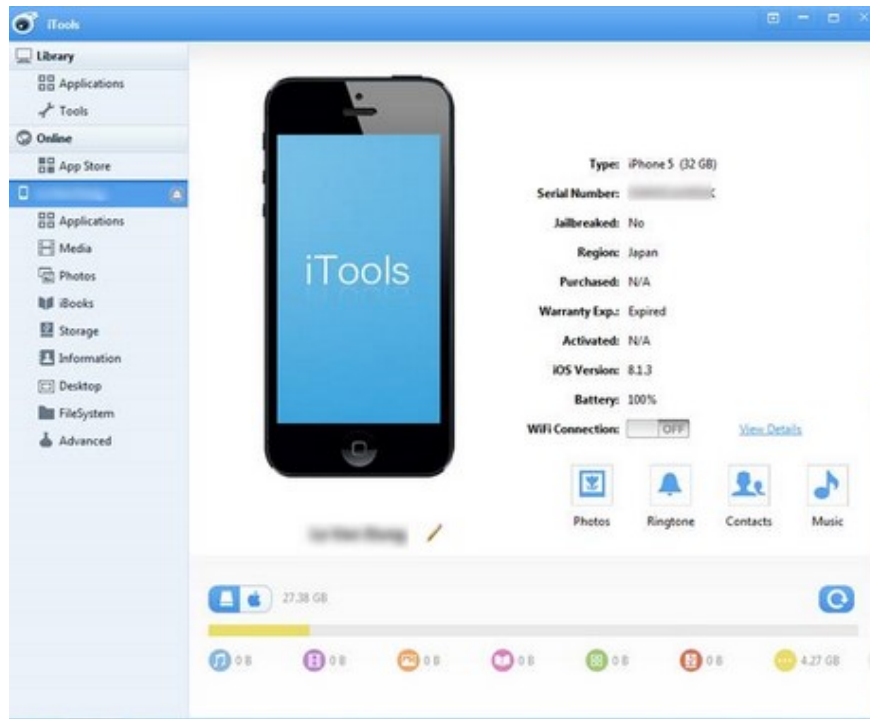 iTools
Library
Applications
Tools
Online
App Store
Applications
Media
Photos
iBooks
Storage
Information
Desktop
FileSystem
Advanced
iTools
Type: iPhone 5 (32 GB)
Serial Number:
Jailbreaked: No
Region: Japan
Purchased: N/A
Warranty Exp.: Expired
Activated: N/A
iOS Version: 8.1.3
Battery: 100%
WiFi Connection: OFF View Details
Photos Ringtone Contacts Music
27.38 GB
0 B 0 B 0 B 0 B 0 B 0 B 4.27 GB